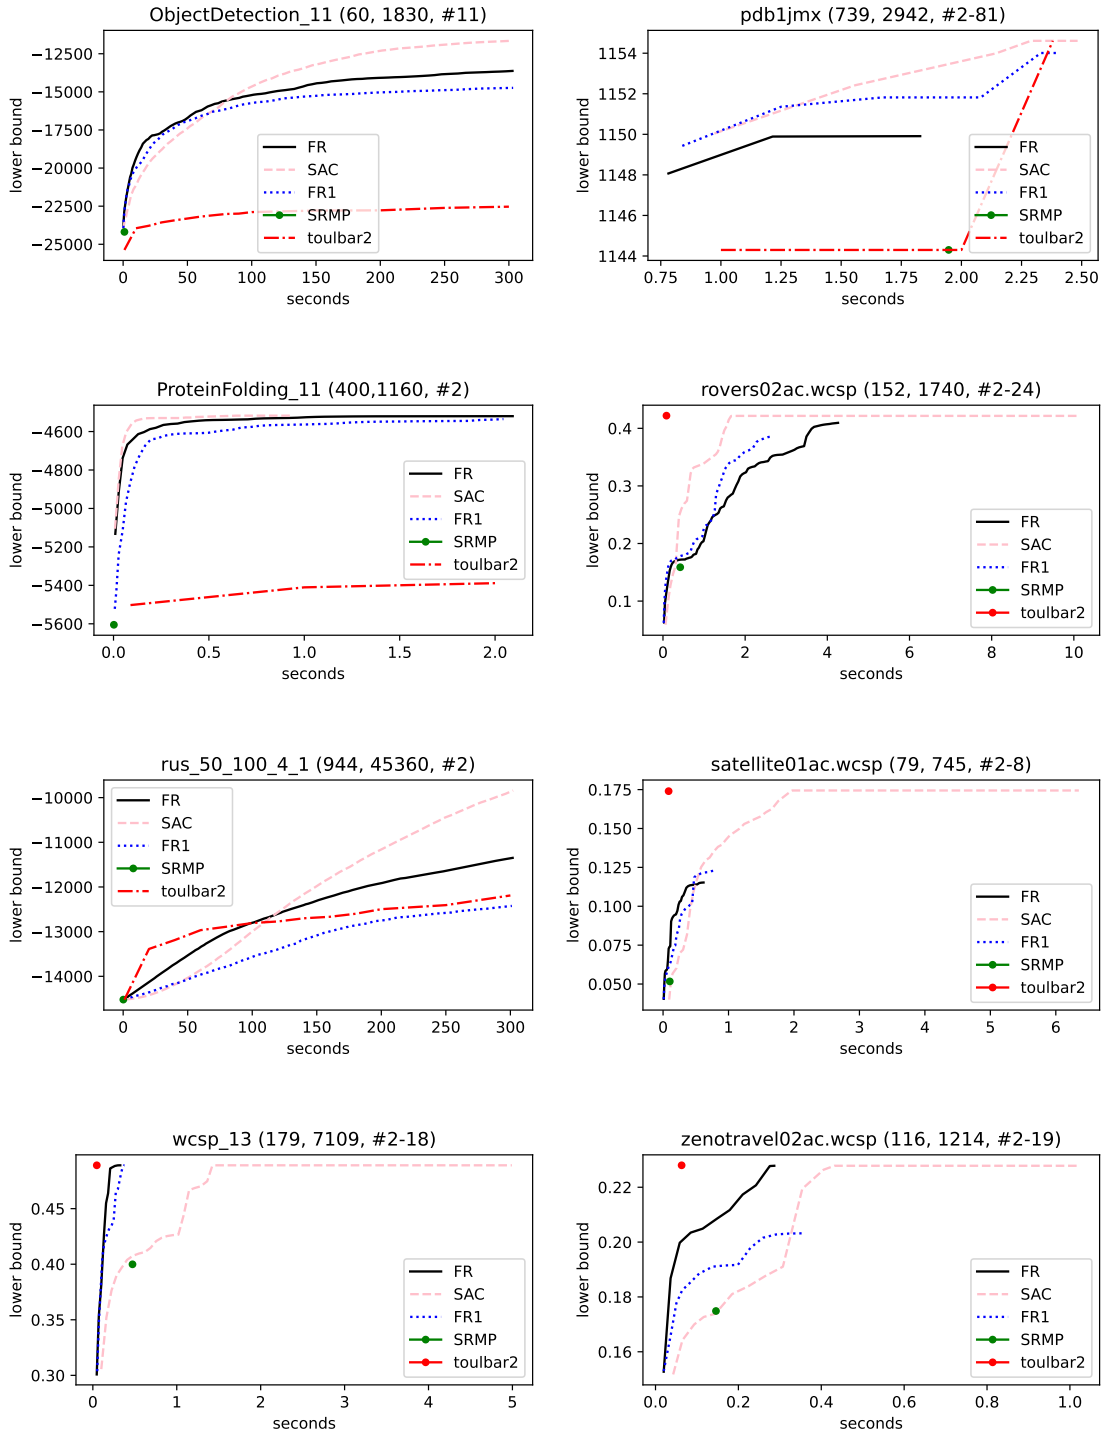 ObjectDetection_11 (60, 1830, #11)
lower bound
−12500
−15000
−17500
−20000
−22500
−25000
0
50
100
150
200
250
300
seconds
FR
SAC
FR1
SRMP
toulbar2
pdb1jmx (739, 2942, #2-81)
lower bound
1154
1152
1150
1148
1146
1144
0.75
1.00
1.25
1.50
1.75
2.00
2.25
2.50
seconds
FR
SAC
FR1
SRMP
toulbar2
ProteinFolding_11 (400,1160, #2)
lower bound
−4600
−4800
−5000
−5200
−5400
−5600
0.0
0.5
1.0
1.5
2.0
seconds
FR
SAC
FR1
SRMP
toulbar2
rovers02ac.wcsp (152, 1740, #2-24)
lower bound
0.4
0.3
0.2
0.1
0
2
4
6
8
10
seconds
FR
SAC
FR1
SRMP
toulbar2
rus_50_100_4_1 (944, 45360, #2)
lower bound
−10000
−11000
−12000
−13000
−14000
0
50
100
150
200
250
300
seconds
FR
SAC
FR1
SRMP
toulbar2
satellite01ac.wcsp (79, 745, #2-8)
lower bound
0.175
0.150
0.125
0.100
0.075
0.050
0
1
2
3
4
5
6
seconds
FR
SAC
FR1
SRMP
toulbar2
wcsp_13 (179, 7109, #2-18)
lower bound
0.45
0.40
0.35
0.30
0
1
2
3
4
5
seconds
FR
SAC
FR1
SRMP
toulbar2
zenotravel02ac.wcsp (116, 1214, #2-19)
lower bound
0.22
0.20
0.18
0.16
0.0
0.2
0.4
0.6
0.8
1.0
seconds
FR
SAC
FR1
SRMP
toulbar2